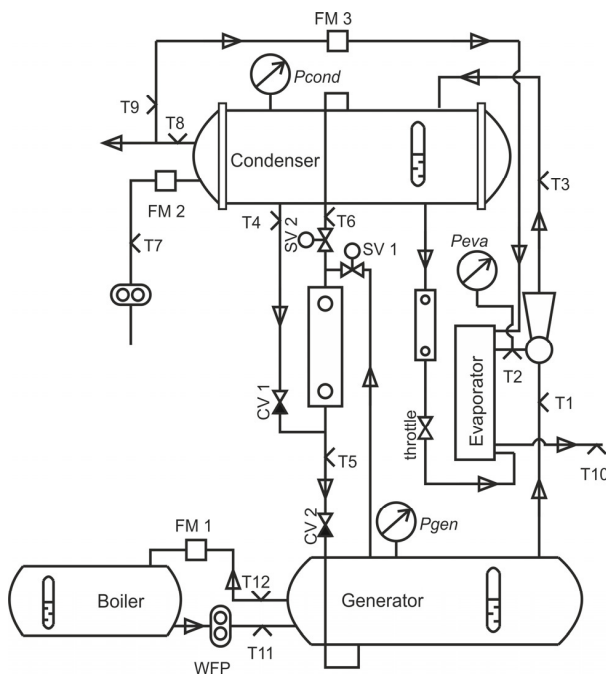 FM 3
Pcond
T9
T8
Condenser
FM 2
T4
T6
T3
SV 2
SV 1
T7
Peva
T2
CV 1
Evaporator
T1
throttle
T5
T10
CV 2
Pgen
FM 1
T12
Boiler
Generator
T11
WFP